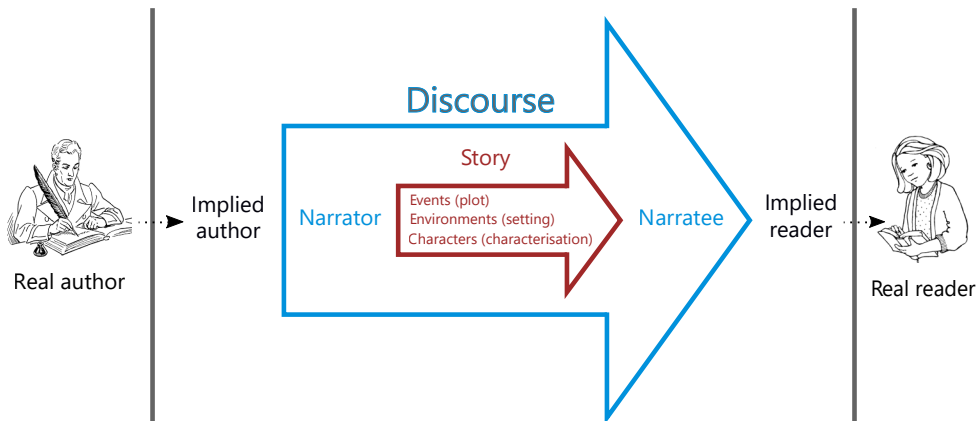 Discourse
Story
Events (plot)
Environments (setting)
Characters (characterisation)
Real author
Implied
author
Narrator
Narratee
Implied
reader
Real reader